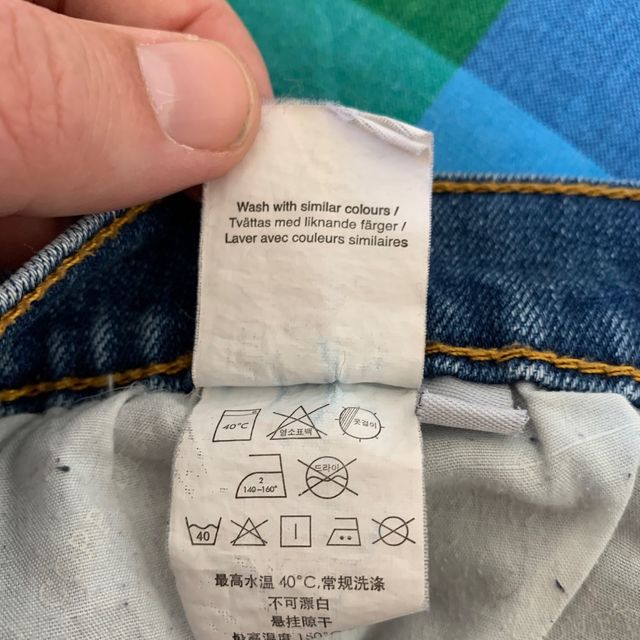 Wash with similar colours /
Tvättas med liknande färger /
Laver avec couleurs similaires
40°C 염소표백 옷걸이
2
140~160° 드라이
40
最高水温 40°C,常规洗涤
不可漂白
悬挂晾干